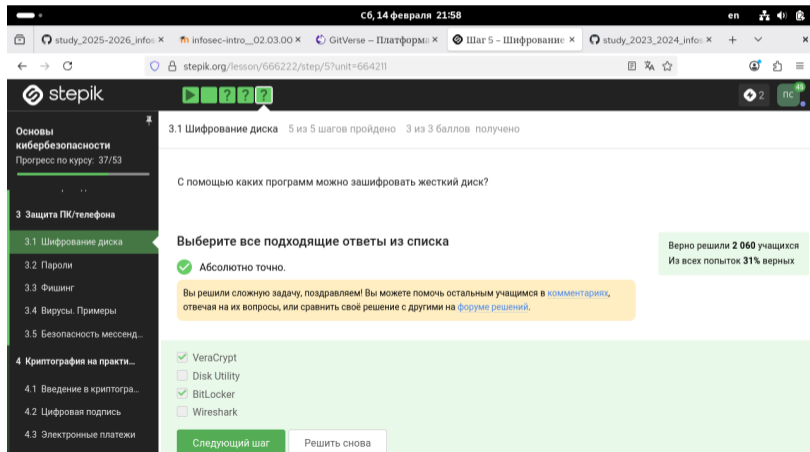 Сб, 14 февраля 21:58
en
study_2025-2026_infos
infosec-intro__02.03.00
GitVerse – Платформа
Шаг 5 – Шифрование
study_2023_2024_infos
stepik.org/lesson/666222/step/5?unit=664211
stepik
2
ПС
45
Основы кибербезопасности
Прогресс по курсу: 37/53
3.1 Шифрование диска 5 из 5 шагов пройдено 3 из 3 баллов получено
3 Защита ПК/телефона
3.1 Шифрование диска
3.2 Пароли
3.3 Фишинг
3.4 Вирусы. Примеры
3.5 Безопасность мессенд...
4 Криптография на практи...
4.1 Введение в криптогра...
4.2 Цифровая подпись
4.3 Электронные платежи
С помощью каких программ можно зашифровать жесткий диск?
Выберите все подходящие ответы из списка
Абсолютно точно.
Верно решили 2 060 учащихся
Из всех попыток 31% верных
Вы решили сложную задачу, поздравляем! Вы можете помочь остальным учащимся в комментариях,
отвечая на их вопросы, или сравнить своё решение с другими на форуме решений.
VeraCrypt
Disk Utility
BitLocker
Wireshark
Следующий шаг
Решить снова